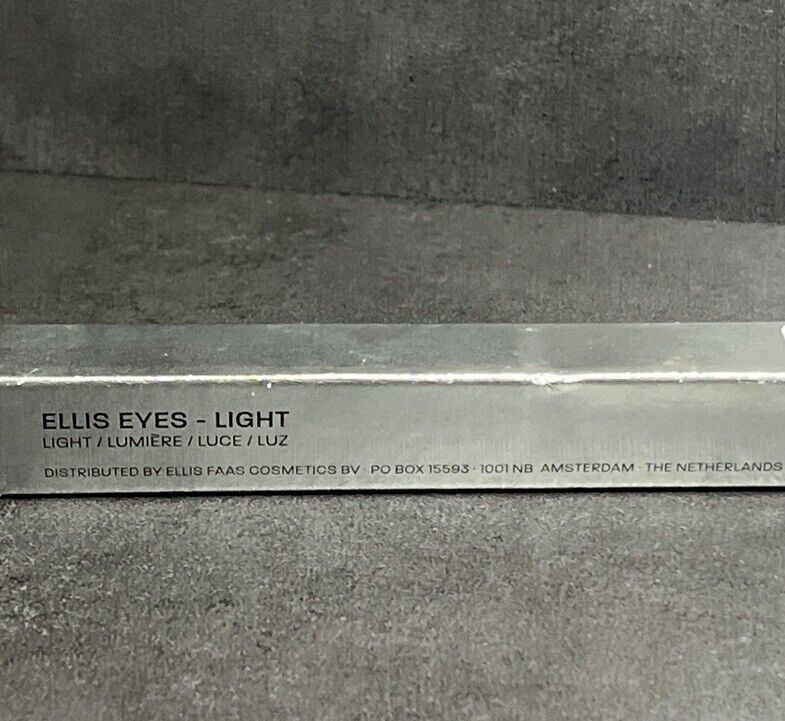 ELLIS EYES - LIGHT
LIGHT / LUMIÈRE / LUCE / LUZ
DISTRIBUTED BY ELLIS FAAS COSMETICS BV PO BOX 15593 · 1001 NB AMSTERDAM · THE NETHERLANDS